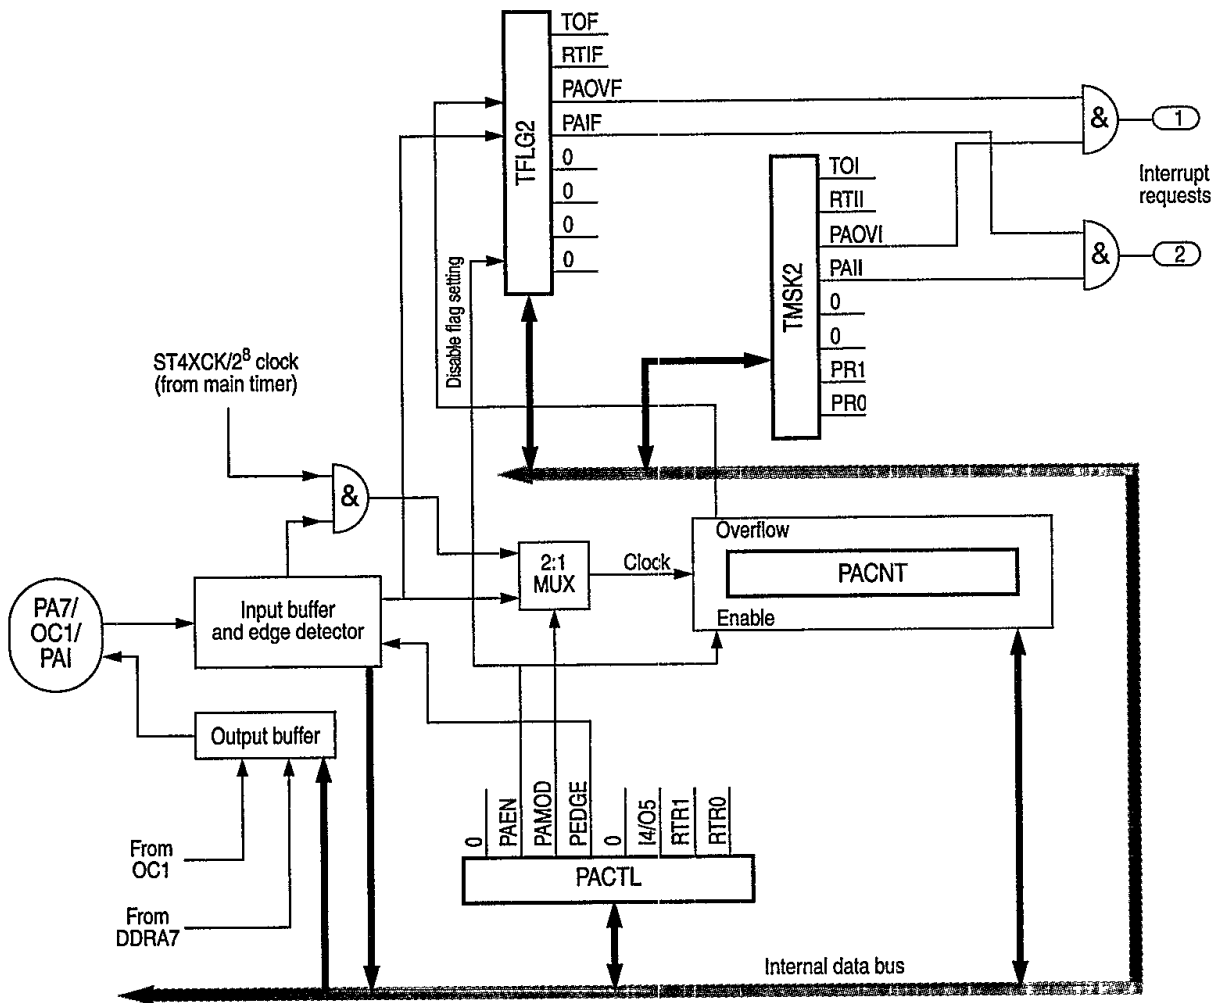 TOF
RTIF
PAOVF
PAIF
0
0
0
0
TFLG2
TOI
RTII
PAOVI
PAII
0
0
PR1
PR0
TMSK2
&
1
Interrupt
requests
&
2
Disable flag setting
ST4XCK/2⁸ clock
(from main timer)
&
2:1
MUX
Clock
Overflow
PACNT
Enable
PA7/
OC1/
PAI
Input buffer
and edge detector
Output buffer
From
OC1
From
DDRA7
0
PAEN
PAMOD
PEDGE
0
I4/O5
RTR1
RTR0
PACTL
Internal data bus